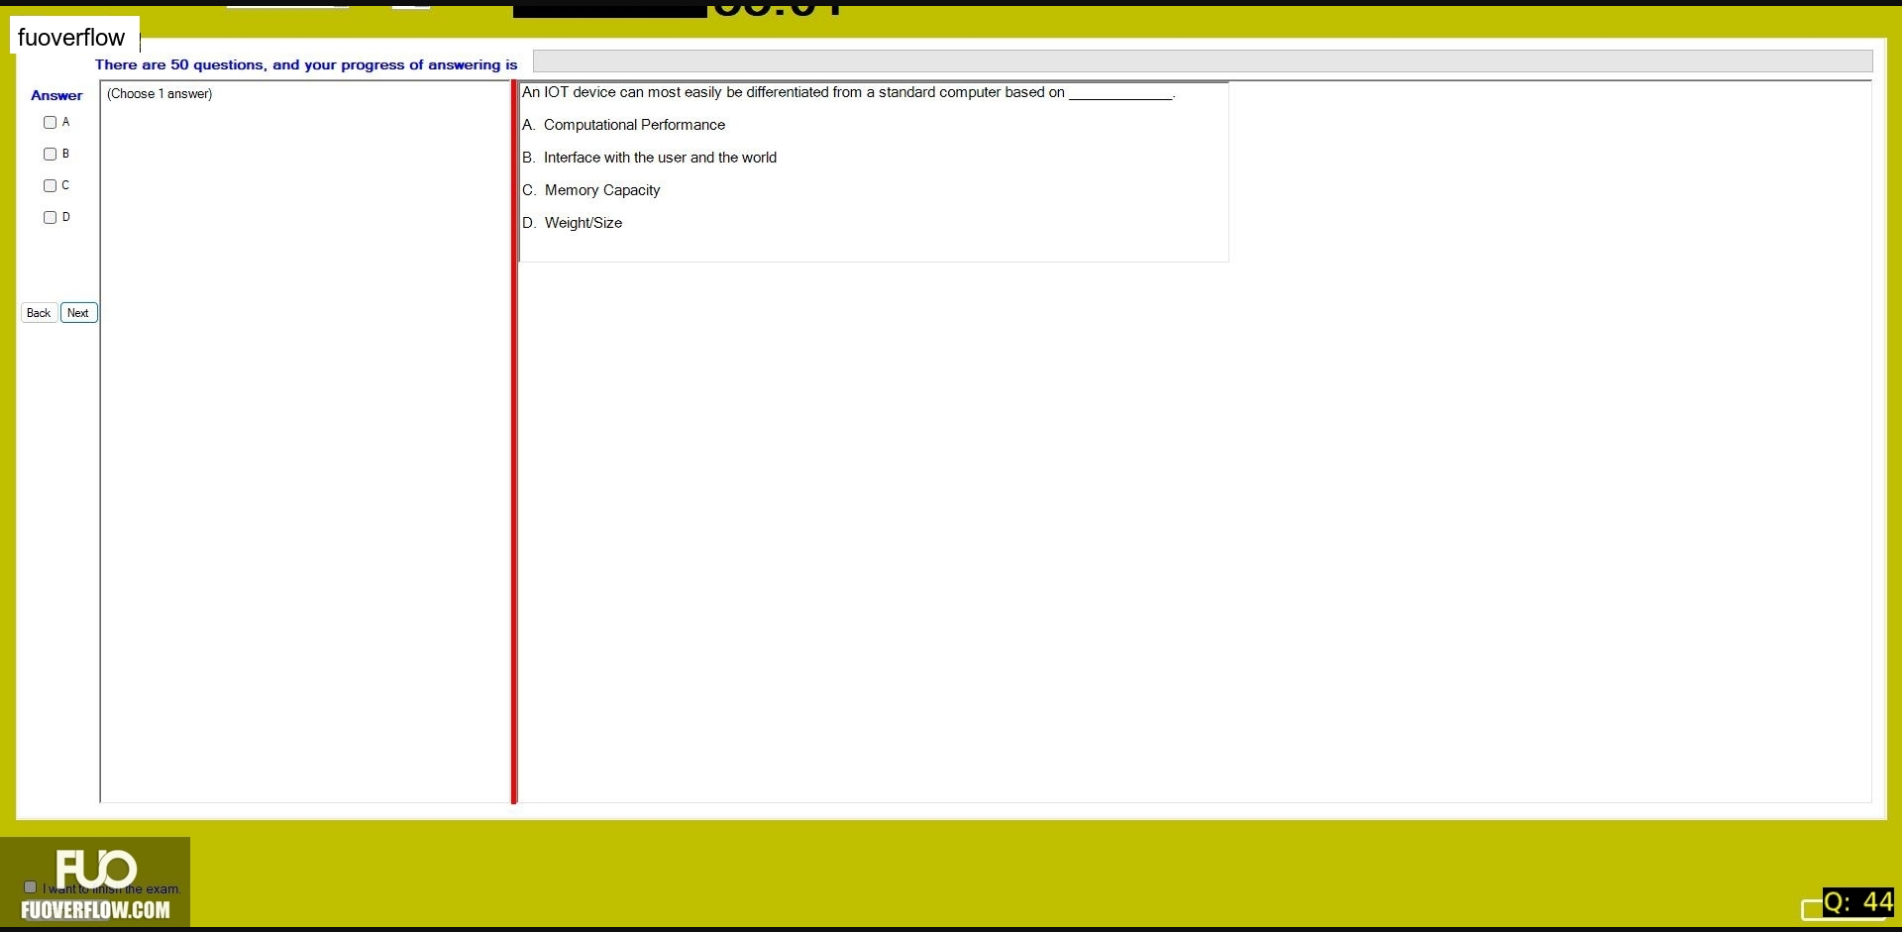 fuoverflow
There are 50 questions, and your progress of answering is
Answer
(Choose 1 answer)
An IOT device can most easily be differentiated from a standard computer based on _____________.
A
A. Computational Performance
B
B. Interface with the user and the world
C
C. Memory Capacity
D
D. Weight/Size
Back Next
FUO
I want to finish the exam.
FUOVERFLOW.COM
Q: 44